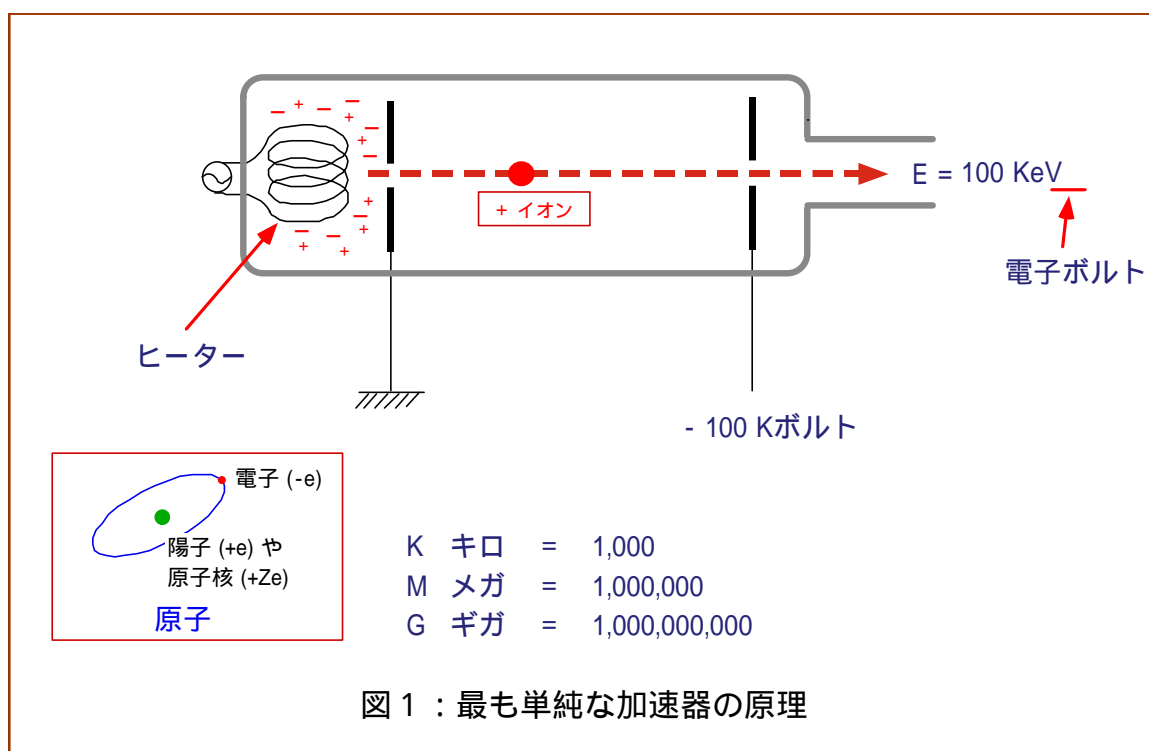 E = 100 KeV
+ イオン
電子ボルト
ヒーター
- 100 Kボルト
電子 (-e)
陽子 (+e) や
原子核 (+Ze)
原子
K キロ = 1,000
M メガ = 1,000,000
G ギガ = 1,000,000,000
図1:最も単純な加速器の原理